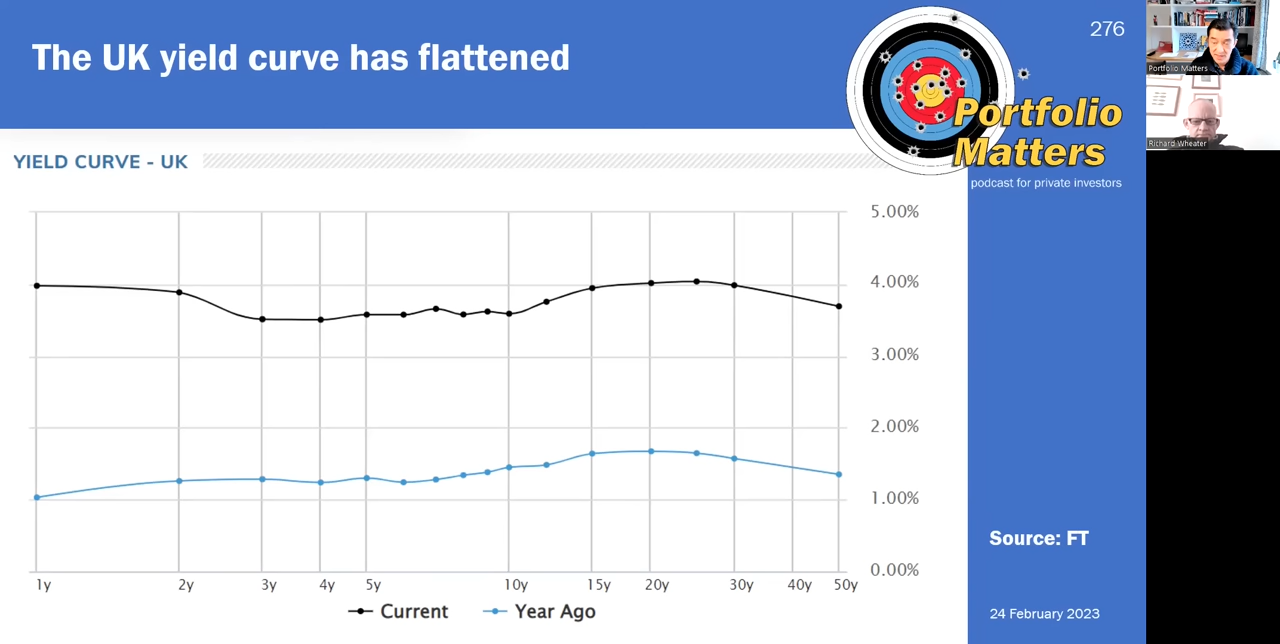 The UK yield curve has flattened
276
Portfolio
Matters
podcast for private investors
Portfolio Matters
Richard Wheater
YIELD CURVE - UK
5.00%
4.00%
3.00%
2.00%
1.00%
0.00%
1y 2y 3y 4y 5y 10y 15y 20y 30y 40y 50y
Current Year Ago
Source: FT
24 February 2023